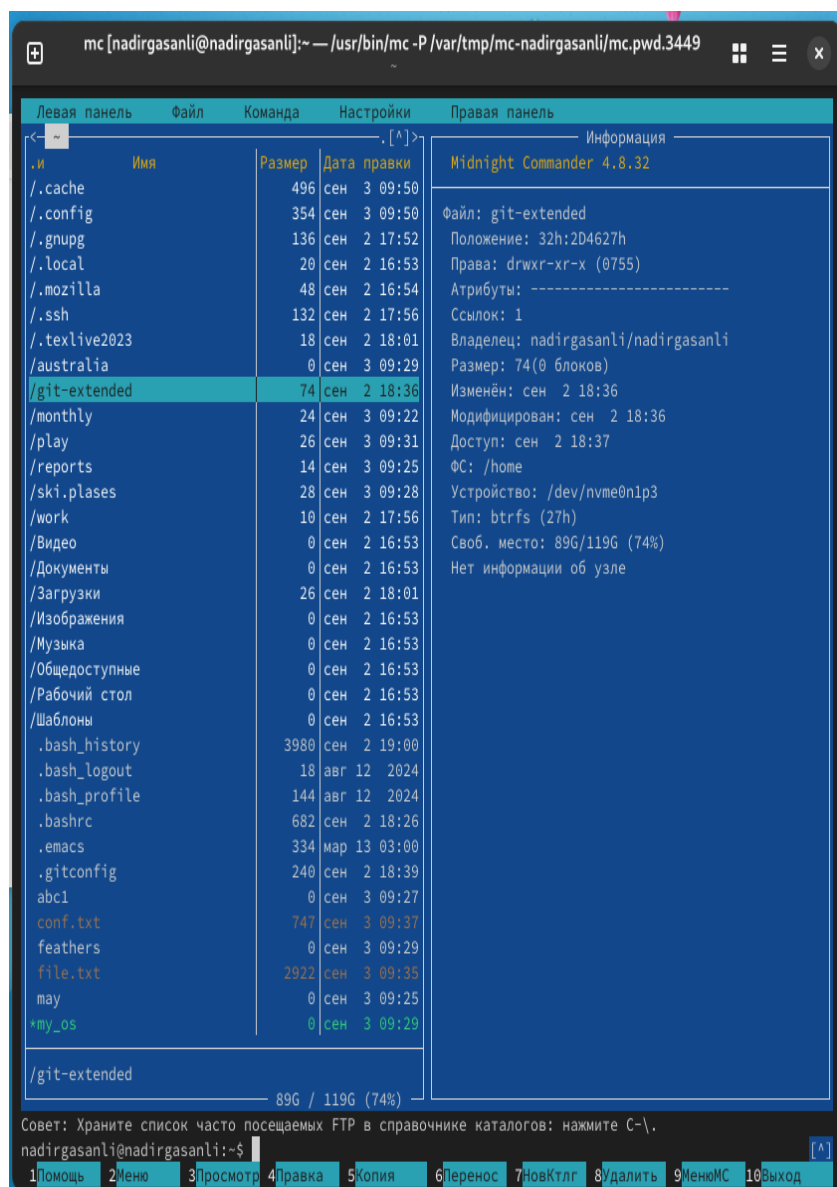 mc [nadirgasanli@nadirgasanli]:~ — /usr/bin/mc -P /var/tmp/mc-nadirgasanli/mc.pwd.3449
~
Левая панель Файл Команда Настройки Правая панель
<- ~ .[^]>
.и Имя Размер Дата правки
/.cache 496 сен 3 09:50
/.config 354 сен 3 09:50
/.gnupg 136 сен 2 17:52
/.local 20 сен 2 16:53
/.mozilla 48 сен 2 16:54
/.ssh 132 сен 2 17:56
/.texlive2023 18 сен 2 18:01
/australia 0 сен 3 09:29
/git-extended 74 сен 2 18:36
/monthly 24 сен 3 09:22
/play 26 сен 3 09:31
/reports 14 сен 3 09:25
/ski.plases 28 сен 3 09:28
/work 10 сен 2 17:56
/Видео 0 сен 2 16:53
/Документы 0 сен 2 16:53
/Загрузки 26 сен 2 18:01
/Изображения 0 сен 2 16:53
/Музыка 0 сен 2 16:53
/Общедоступные 0 сен 2 16:53
/Рабочий стол 0 сен 2 16:53
/Шаблоны 0 сен 2 16:53
.bash_history 3980 сен 2 19:00
.bash_logout 18 авг 12 2024
.bash_profile 144 авг 12 2024
.bashrc 682 сен 2 18:26
.emacs 334 мар 13 03:00
.gitconfig 240 сен 2 18:39
abc1 0 сен 3 09:27
conf.txt 747 сен 3 09:37
feathers 0 сен 3 09:29
file.txt 2922 сен 3 09:35
may 0 сен 3 09:25
*my_os 0 сен 3 09:29
/git-extended
89G / 119G (74%)
Информация
Midnight Commander 4.8.32
Файл: git-extended
Положение: 32h:2D4627h
Права: drwxr-xr-x (0755)
Атрибуты: -------------------------
Ссылок: 1
Владелец: nadirgasanli/nadirgasanli
Размер: 74(0 блоков)
Изменён: сен 2 18:36
Модифицирован: сен 2 18:36
Доступ: сен 2 18:37
ФС: /home
Устройство: /dev/nvme0n1p3
Тип: btrfs (27h)
Своб. место: 89G/119G (74%)
Нет информации об узле
Совет: Храните список часто посещаемых FTP в справочнике каталогов: нажмите C-\.
nadirgasanli@nadirgasanli:~$ [^]
1Помощь 2Меню 3Просмотр 4Правка 5Копия 6Перенос 7НовКтлг 8Удалить 9МенюMC 10Выход